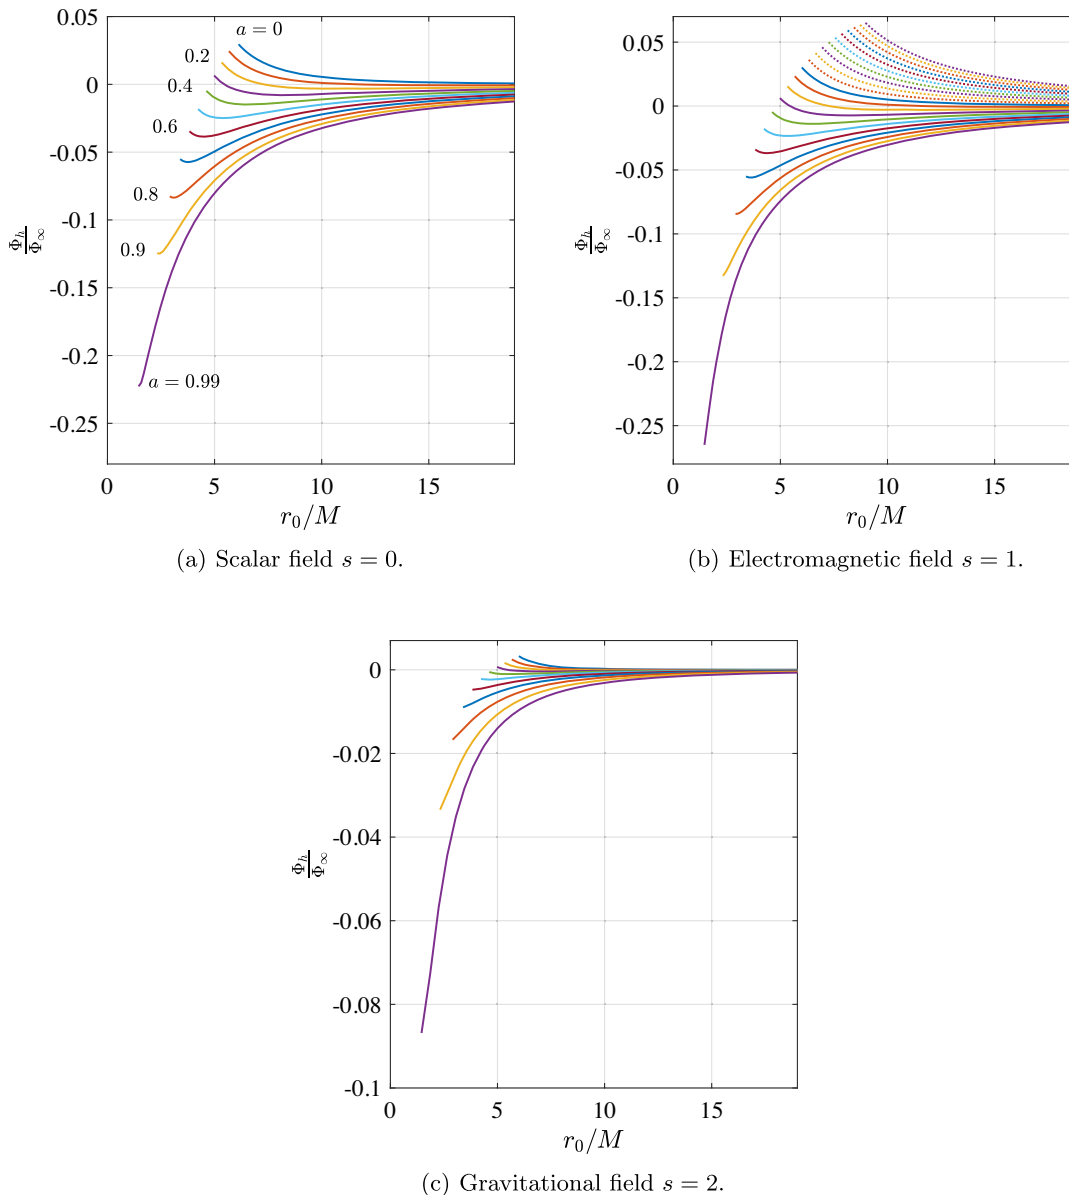 0.05
0
-0.05
-0.1
-0.15
-0.2
-0.25
Φh/Φ∞
a = 0
0.2
0.4
0.6
0.8
0.9
a = 0.99
0 5 10 15
r0/M
(a) Scalar field s = 0.
0.05
0
-0.05
-0.1
-0.15
-0.2
-0.25
Φh/Φ∞
0 5 10 15
r0/M
(b) Electromagnetic field s = 1.
0
-0.02
-0.04
-0.06
-0.08
-0.1
Φh/Φ∞
0 5 10 15
r0/M
(c) Gravitational field s = 2.